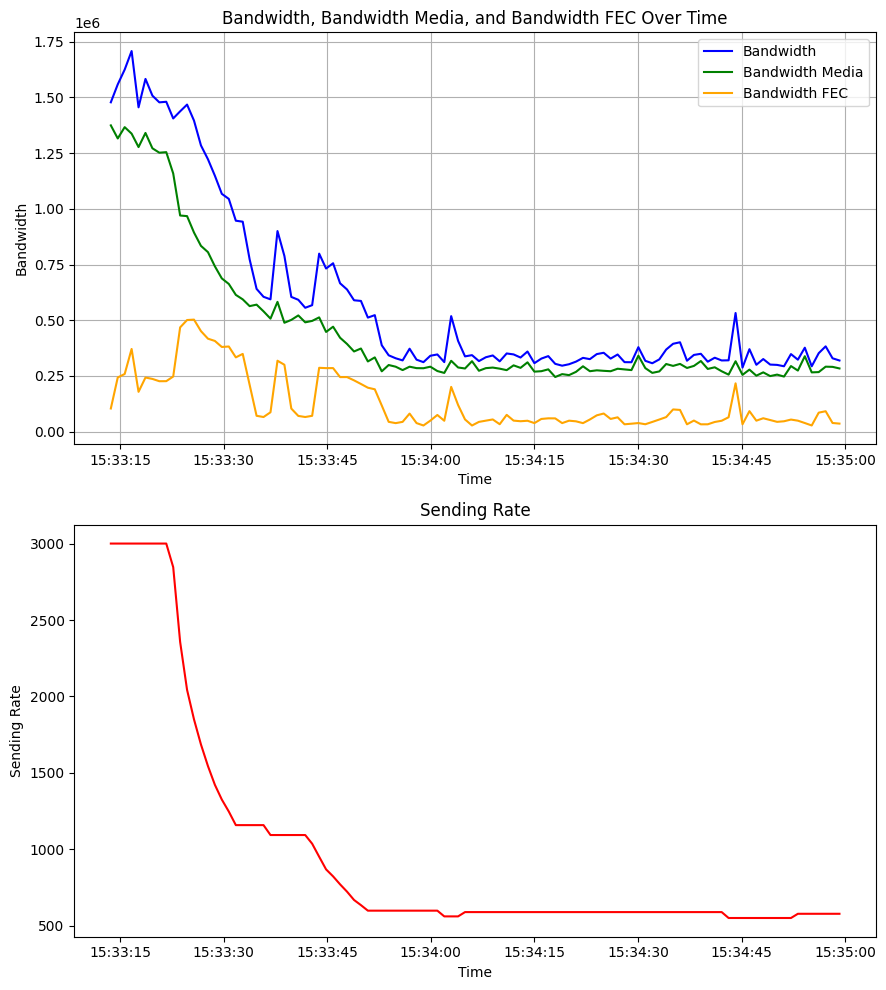 Bandwidth, Bandwidth Media, and Bandwidth FEC Over Time
1e6
1.75
1.50
1.25
1.00
0.75
0.50
0.25
0.00
Bandwidth
Bandwidth
Bandwidth Media
Bandwidth FEC
15:33:15 15:33:30 15:33:45 15:34:00 15:34:15 15:34:30 15:34:45 15:35:00
Time
Sending Rate
3000
2500
2000
1500
1000
500
Sending Rate
15:33:15 15:33:30 15:33:45 15:34:00 15:34:15 15:34:30 15:34:45 15:35:00
Time